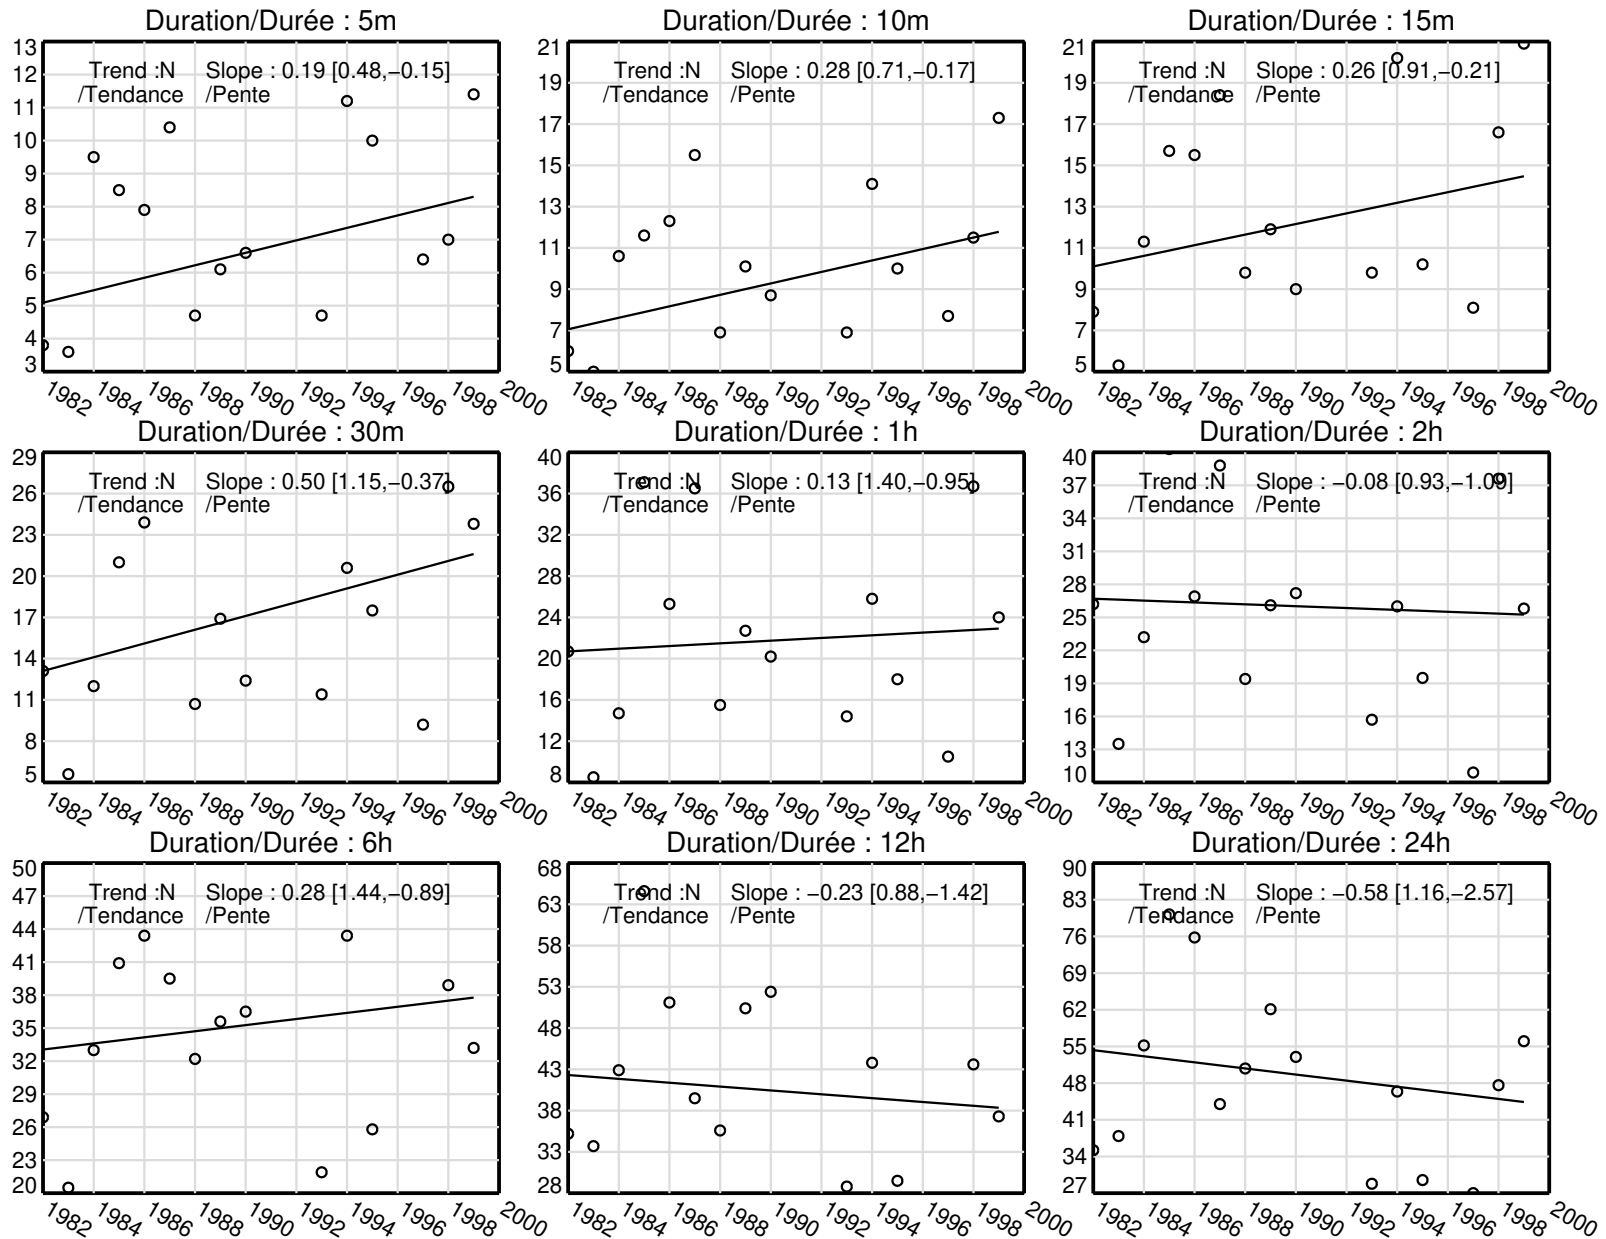 Duration/Durée : 5m
13
12
11
10
9
8
7
6
5
4
3
Trend :N Slope : 0.19 [0.48,−0.15]
/Tendance /Pente
1982 1984 1986 1988 1990 1992 1994 1996 1998 2000
Duration/Durée : 10m
21
19
17
15
13
11
9
7
5
Trend :N Slope : 0.28 [0.71,−0.17]
/Tendance /Pente
1982 1984 1986 1988 1990 1992 1994 1996 1998 2000
Duration/Durée : 15m
21
19
17
15
13
11
9
7
5
Trend :N Slope : 0.26 [0.91,−0.21]
/Tendance /Pente
1982 1984 1986 1988 1990 1992 1994 1996 1998 2000
Duration/Durée : 30m
29
26
23
20
17
14
11
8
5
Trend :N Slope : 0.50 [1.15,−0.37]
/Tendance /Pente
1982 1984 1986 1988 1990 1992 1994 1996 1998 2000
Duration/Durée : 1h
40
36
32
28
24
20
16
12
8
Trend :N Slope : 0.13 [1.40,−0.95]
/Tendance /Pente
1982 1984 1986 1988 1990 1992 1994 1996 1998 2000
Duration/Durée : 2h
40
37
34
31
28
25
22
19
16
13
10
Trend :N Slope : −0.08 [0.93,−1.09]
/Tendance /Pente
1982 1984 1986 1988 1990 1992 1994 1996 1998 2000
Duration/Durée : 6h
50
47
44
41
38
35
32
29
26
23
20
Trend :N Slope : 0.28 [1.44,−0.89]
/Tendance /Pente
1982 1984 1986 1988 1990 1992 1994 1996 1998 2000
Duration/Durée : 12h
68
63
58
53
48
43
38
33
28
Trend :N Slope : −0.23 [0.88,−1.42]
/Tendance /Pente
1982 1984 1986 1988 1990 1992 1994 1996 1998 2000
Duration/Durée : 24h
90
83
76
69
62
55
48
41
34
27
Trend :N Slope : −0.58 [1.16,−2.57]
/Tendance /Pente
1982 1984 1986 1988 1990 1992 1994 1996 1998 2000